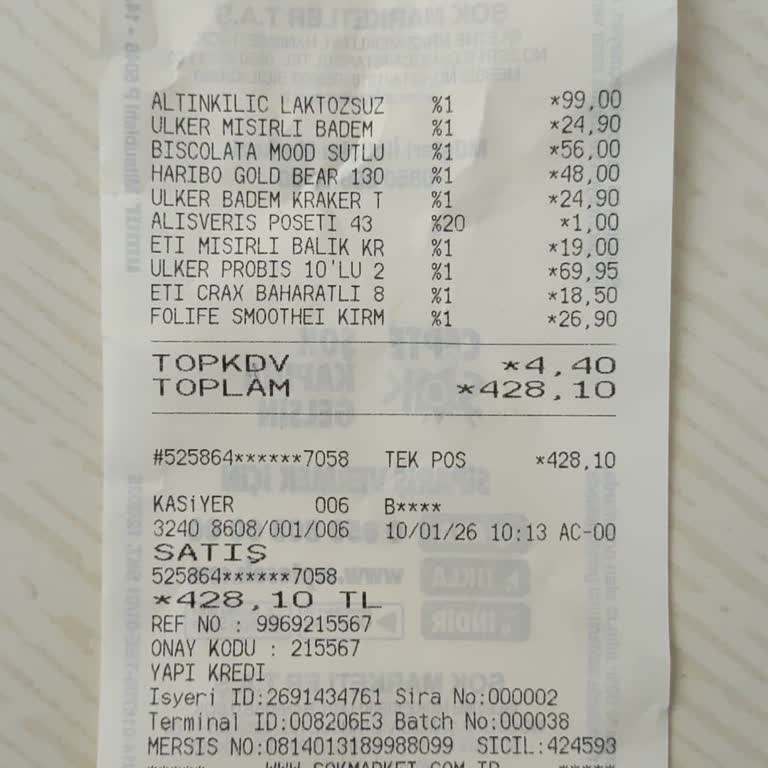 ALTINKILIC LAKTOZSUZ %1 *99,00
ULKER MISIRLI BADEM %1 *24,90
BISCOLATA MOOD SUTLU %1 *56,00
HARIBO GOLD BEAR 130 %1 *48,00
ULKER BADEM KRAKER T %1 *24,90
ALISVERIS POSETI 43 %20 *1,00
ETI MISIRLI BALIK KR %1 *19,00
ULKER PROBIS 10'LU 2 %1 *69,95
ETI CRAX BAHARATLI 8 %1 *18,50
FOLIFE SMOOTHEI KIRM %1 *26,90
TOPKDV *4,40
TOPLAM *428,10
#525864******7058 TEK POS *428,10
KASİYER 006 B****
3240 8608/001/006 10/01/26 10:13 AC-00
SATIŞ
525864******7058
*428,10 TL
REF NO : 9969215567
ONAY KODU : 215567
YAPI KREDI
Isyeri ID:2691434761 Sira No:000002
Terminal ID:008206E3 Batch No:000038
MERSIS NO:0814013189988099 SICIL:424593
***** WWW.SOKMARKET.COM.TR *****